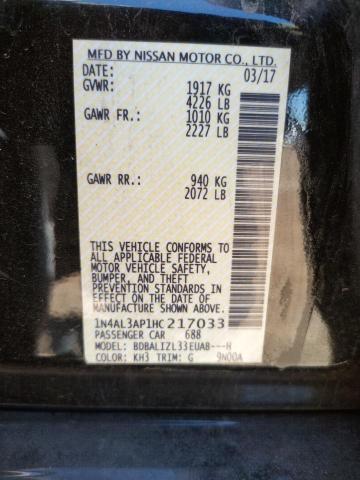 MFD BY NISSAN MOTOR CO., LTD.
DATE: 03/17
GVWR: 1917 KG
4226 LB
GAWR FR.: 1010 KG
2227 LB
GAWR RR.: 940 KG
2072 LB
THIS VEHICLE CONFORMS TO
ALL APPLICABLE FEDERAL
MOTOR VEHICLE SAFETY,
BUMPER, AND THEFT
PREVENTION STANDARDS IN
EFFECT ON THE DATE OF
MANUFACTURE SHOWN ABOVE.
1N4AL3AP1HC217033
PASSENGER CAR 688
MODEL: BDBALIZL33EUAB---H
COLOR: KH3 TRIM: G 9N00A